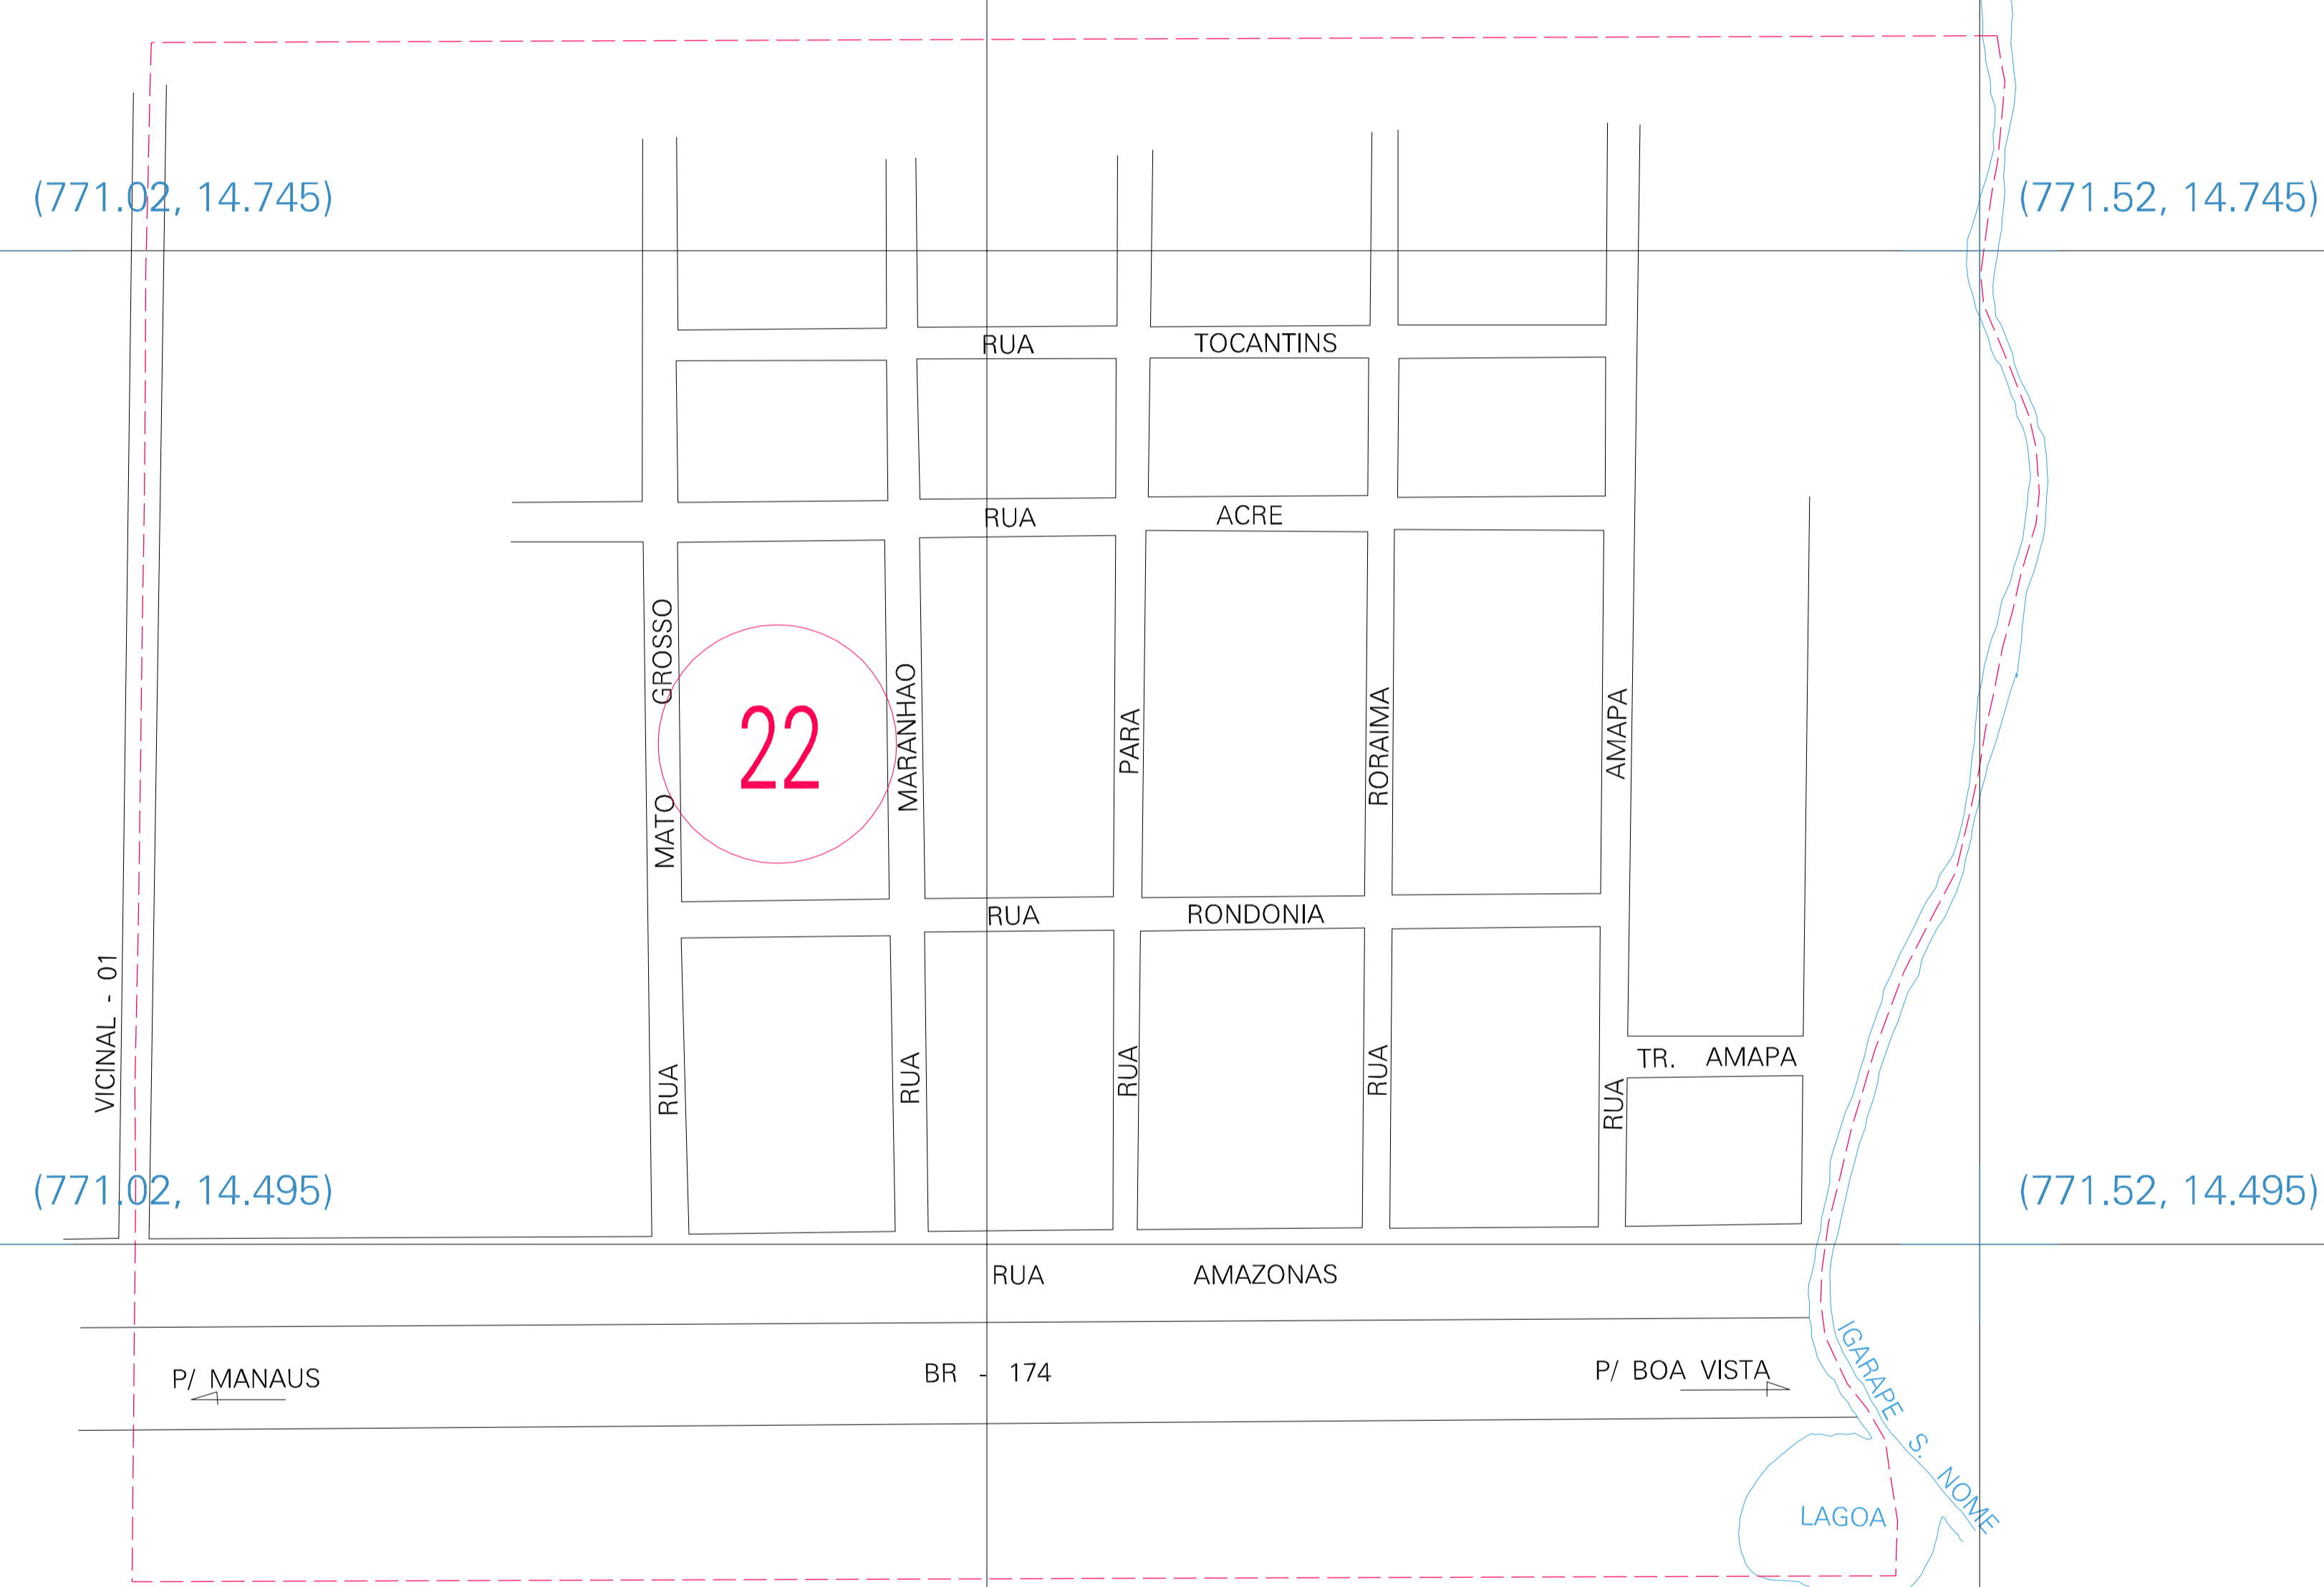 (771.02, 14.745)
(771.52, 14.745)
RUA TOCANTINS
RUA ACRE
MATO GROSSO
22
MARANHAO
PARA
RORAIMA
AMAPA
RUA RONDONIA
VICINAL - 01
RUA
RUA
RUA
RUA
RUA
TR. AMAPA
(771.02, 14.495)
(771.52, 14.495)
RUA AMAZONAS
P/ MANAUS
BR - 174
P/ BOA VISTA
IGARAPE S. NOME
LAGOA